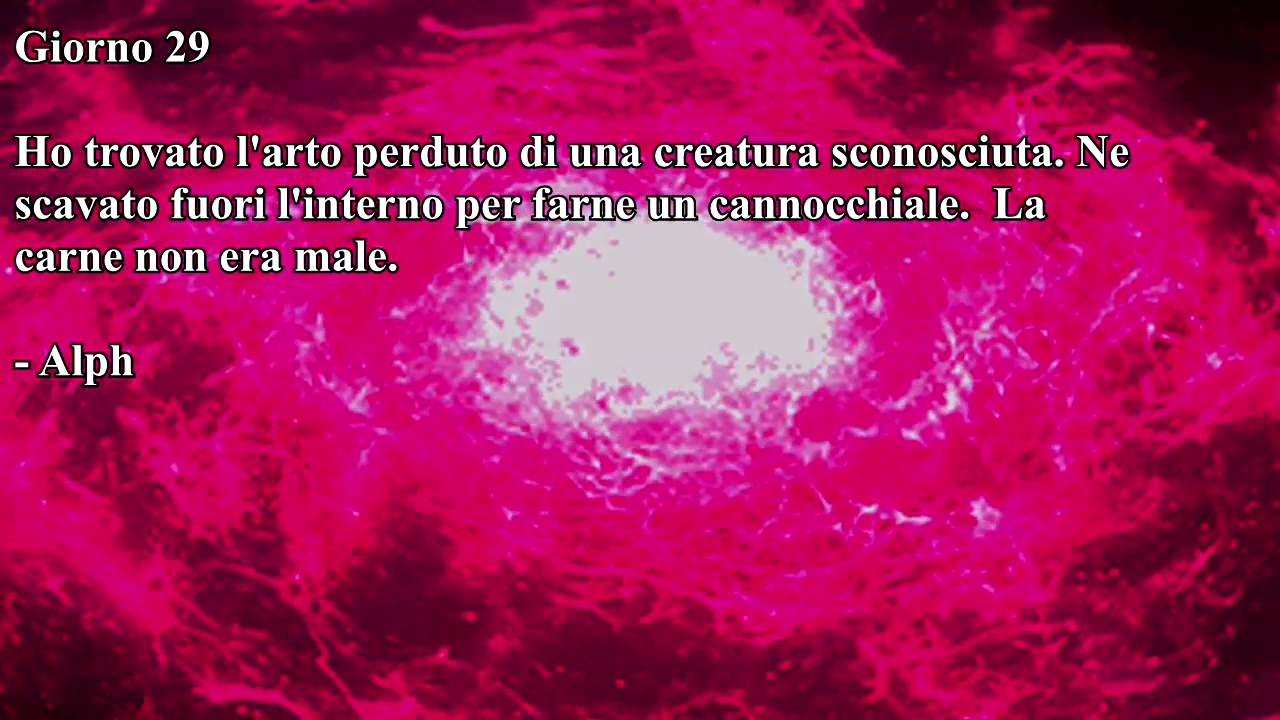 Giorno 29
Ho trovato l'arto perduto di una creatura sconosciuta. Ne
scavato fuori l'interno per farne un cannocchiale.  La
carne non era male.
- Alph